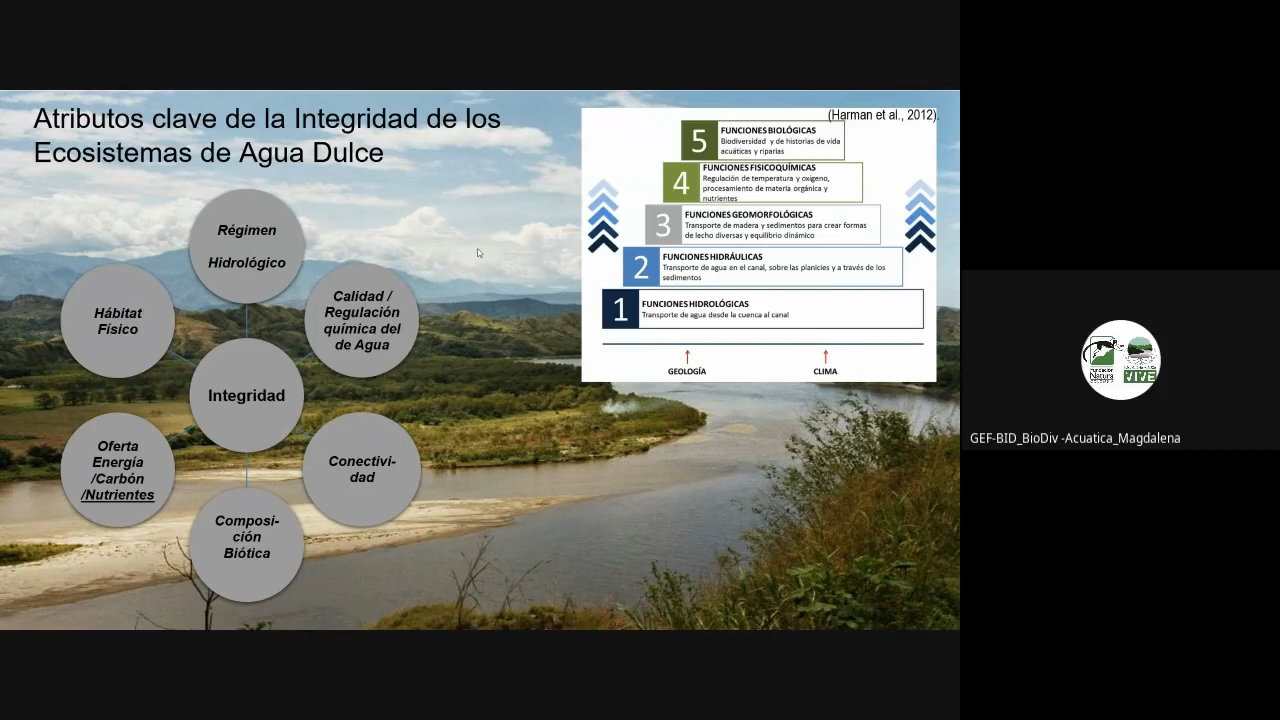 Atributos clave de la Integridad de los
Ecosistemas de Agua Dulce
(Harman et al., 2012).
5
FUNCIONES BIOLÓGICAS
Biodiversidad y de historias de vida
acuáticas y riparias
4
FUNCIONES FISICOQUÍMICAS
Regulación de temperatura y oxígeno,
procesamiento de materia orgánica y
nutrientes
3
FUNCIONES GEOMORFOLÓGICAS
Transporte de madera y sedimentos para crear formas
de lecho diversas y equilibrio dinámico
2
FUNCIONES HIDRÁULICAS
Transporte de agua en el canal, sobre las planicies y a través de los
sedimentos
1
FUNCIONES HIDROLÓGICAS
Transporte de agua desde la cuenca al canal
GEOLOGÍA
CLIMA
Régimen
Hidrológico
Calidad /
Regulación
química del
de Agua
Conectivi-
dad
Composi-
ción
Biótica
Oferta
Energía
/Carbón
/Nutrientes
Hábitat
Físico
Integridad
Fundación
Natura
VIVE
GEF-BID_BioDiv -Acuatica_Magdalena